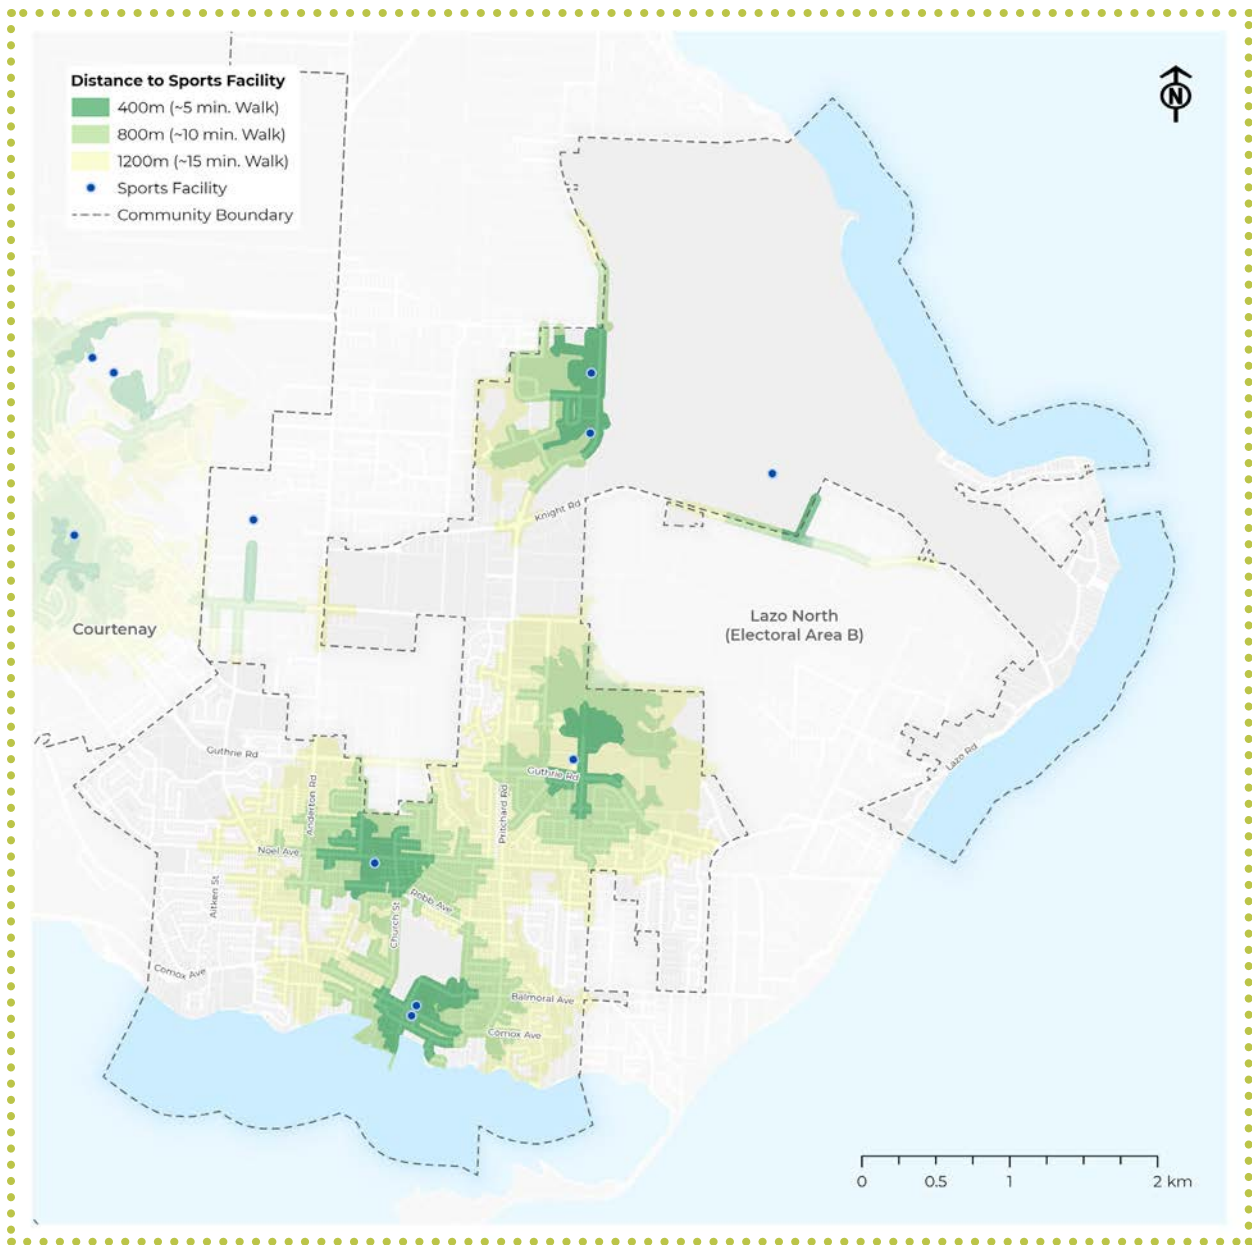 Distance to Sports Facility
400m (~5 min. Walk)
800m (~10 min. Walk)
1200m (~15 min. Walk)
Sports Facility
Community Boundary
N
Knight Rd
Courtenay
Lazo North
(Electoral Area B)
Guthrie Rd
Lazo Rd
Guthrie Rd
Anderton Rd
Pritchard Rd
Noel Ave
Aitken St
Robb Ave
Church St
Comox Ave
Balmoral Ave
Comox Ave
0 0.5 1 2 km